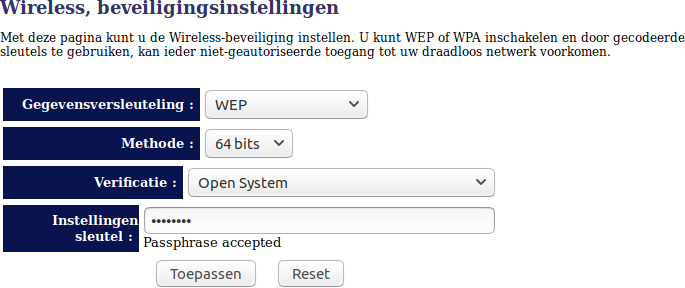 Wireless, beveiligingsinstellingen
Met deze pagina kunt u de Wireless-beveiliging instellen. U kunt WEP of WPA inschakelen en door gecodeerde
sleutels te gebruiken, kan ieder niet-geautoriseerde toegang tot uw draadloos netwerk voorkomen.
Gegevensversleuteling : WEP
Methode : 64 bits
Verificatie : Open System
Instellingen
sleutel : ••••••••
Passphrase accepted
Toepassen Reset